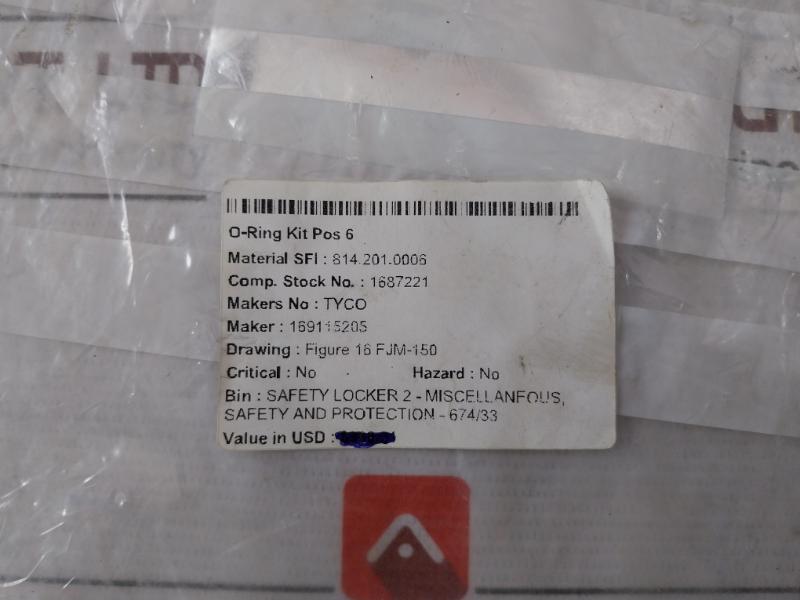 O-Ring Kit Pos 6
Material SFI : 814.201.0006
Comp. Stock No. : 1687221
Makers No : TYCO
Maker : 16911520S
Drawing : Figure 16 FJM-150
Critical : No Hazard : No
Bin : SAFETY LOCKER 2 - MISCELLANEOUS,
SAFETY AND PROTECTION - 674/33
Value in USD :